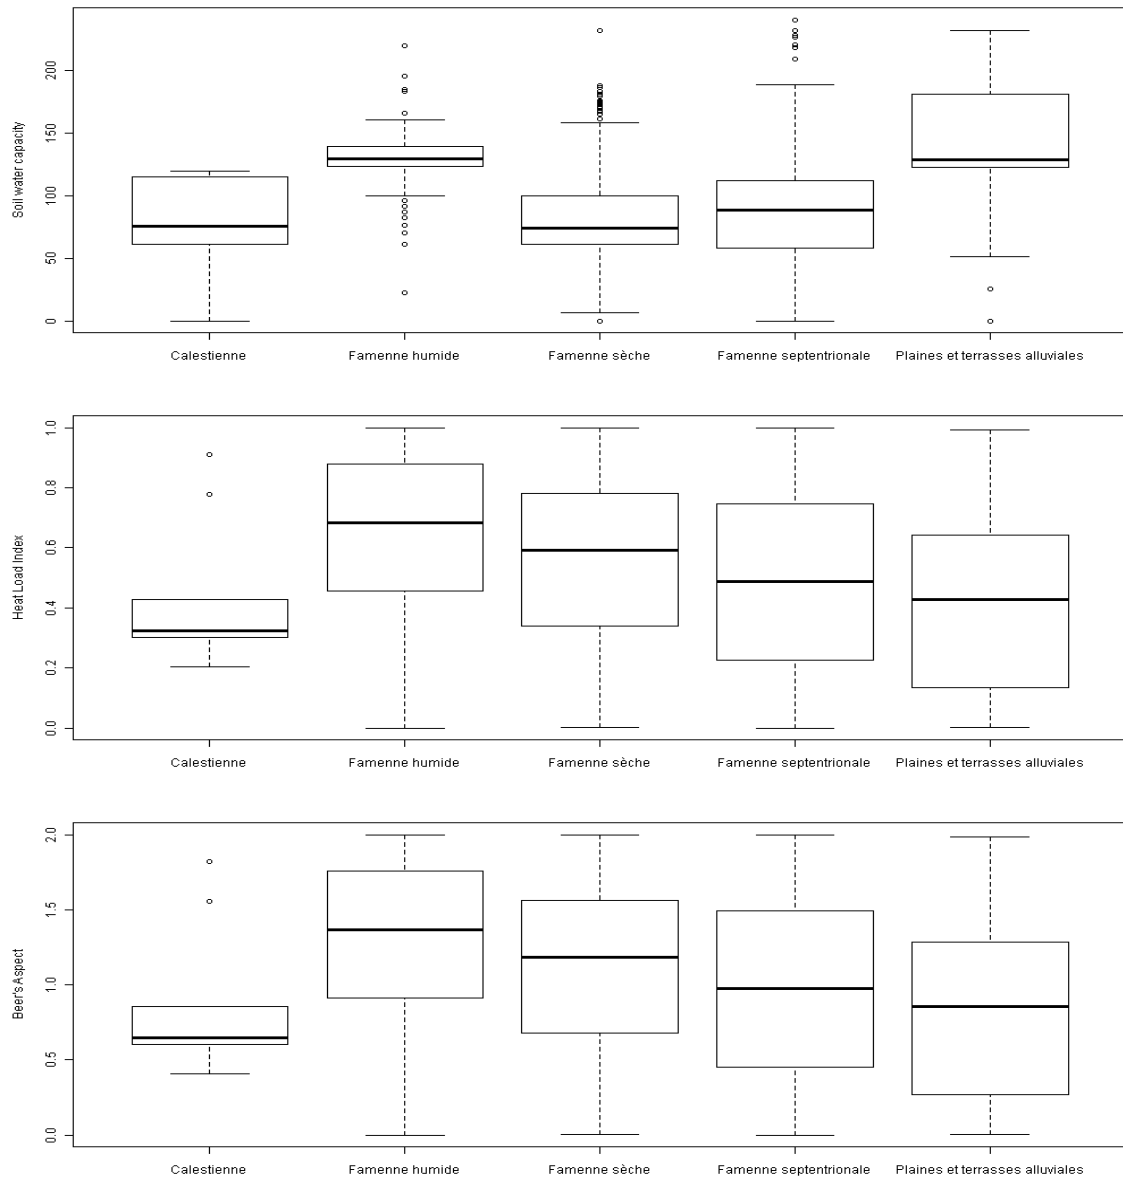 Soil water capacity
200
150
100
50
0
Calestienne Famenne humide Famenne sèche Famenne septentrionale Plaines et terrasses alluviales
Heat Load Index
1.0
0.8
0.6
0.4
0.2
0.0
Calestienne Famenne humide Famenne sèche Famenne septentrionale Plaines et terrasses alluviales
Beer's Aspect
2.0
1.5
1.0
0.5
0.0
Calestienne Famenne humide Famenne sèche Famenne septentrionale Plaines et terrasses alluviales